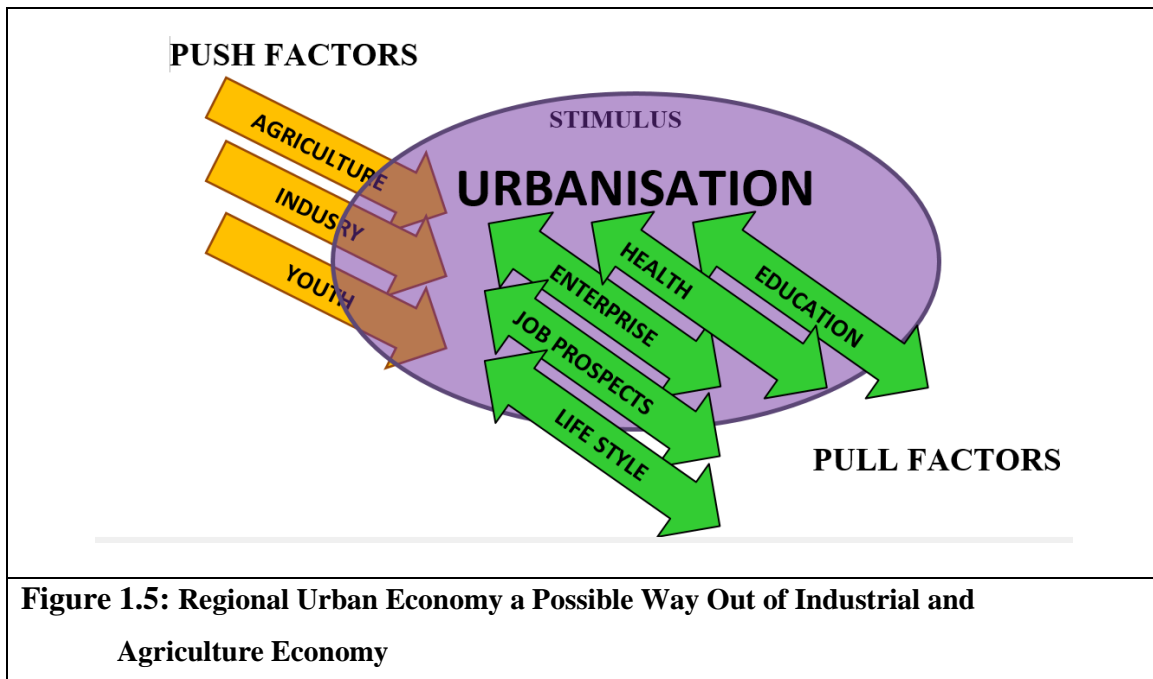 PUSH FACTORS
STIMULUS
URBANISATION
AGRICULTURE
INDUSRY
YOUTH
ENTERPRISE
HEALTH
EDUCATION
JOB PROSPECTS
LIFE STYLE
PULL FACTORS
Figure 1.5: Regional Urban Economy a Possible Way Out of Industrial and
Agriculture Economy